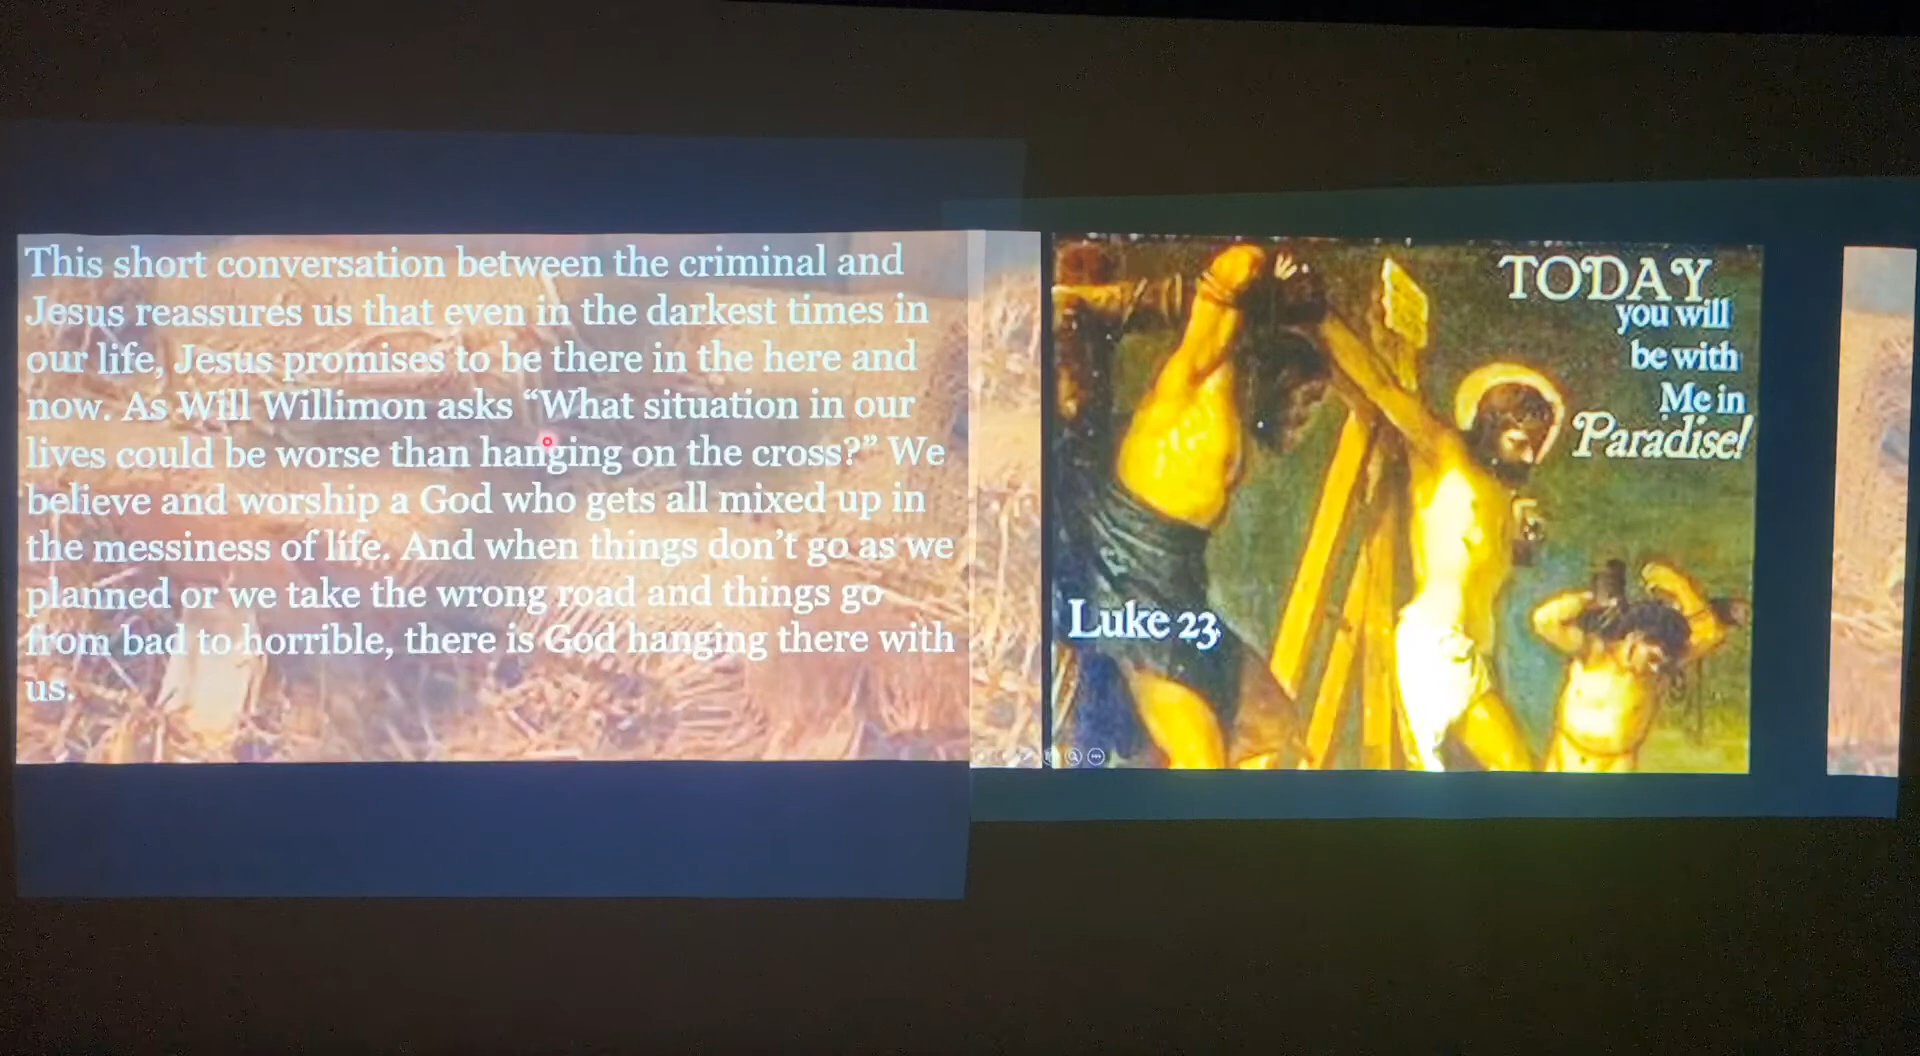 This short conversation between the criminal and
Jesus reassures us that even in the darkest times in
our life, Jesus promises to be there in the here and
now. As Will Willimon asks “What situation in our
lives could be worse than hanging on the cross?” We
believe and worship a God who gets all mixed up in
the messiness of life. And when things don’t go as we
planned or we take the wrong road and things go
from bad to horrible, there is God hanging there with
us.
TODAY
you will
be with
Me in
Paradise!
Luke 23